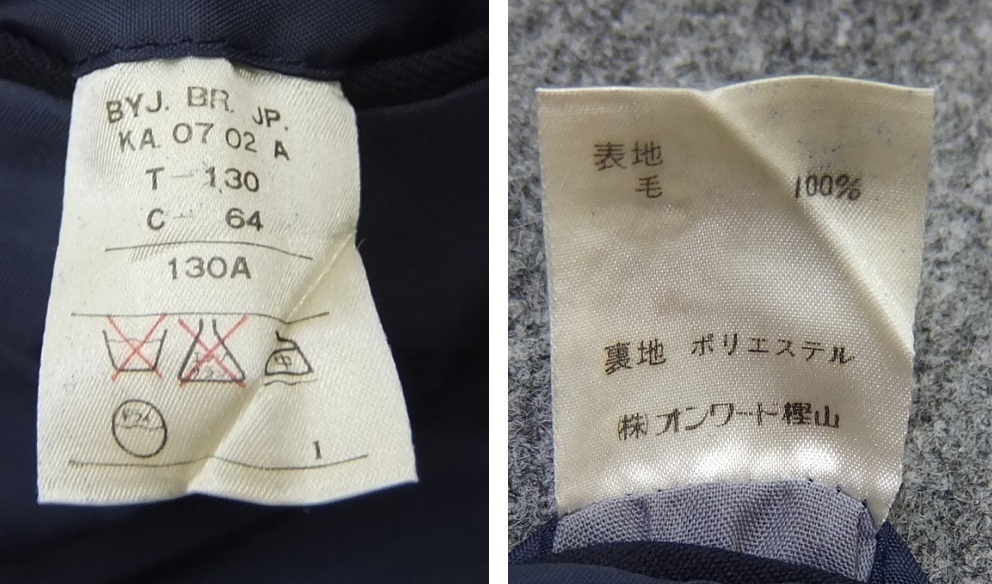 BYJ. BR. JP.
KA. 07 02 A
T 130
C 64
130A
中
1
表地
毛 100%
裏地 ポリエステル
(株)オンワード樫山